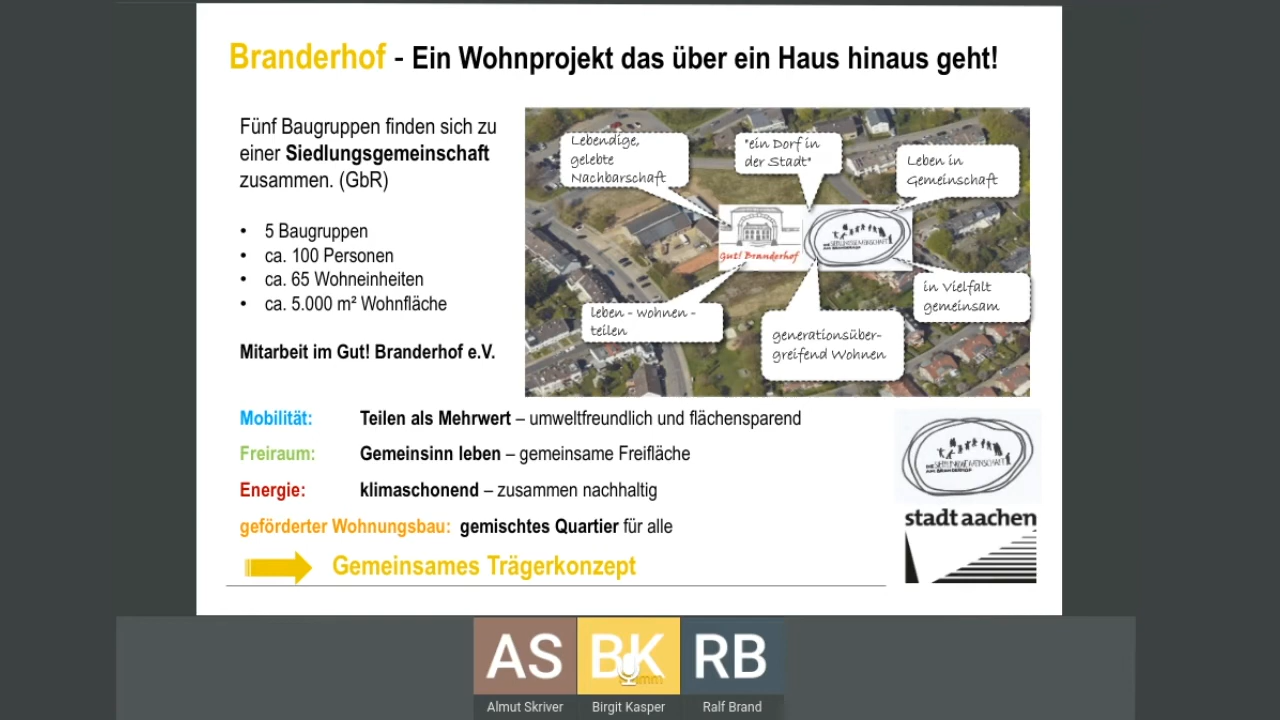 Branderhof - Ein Wohnprojekt das über ein Haus hinaus geht!
Fünf Baugruppen finden sich zu
einer Siedlungsgemeinschaft
zusammen. (GbR)
• 5 Baugruppen
• ca. 100 Personen
• ca. 65 Wohneinheiten
• ca. 5.000 m² Wohnfläche
Mitarbeit im Gut! Branderhof e.V.
Lebendige,
gelebte
Nachbarschaft
"ein Dorf in
der Stadt"
Leben in
Gemeinschaft
Gut! Branderhof
leben - wohnen -
teilen
generationsüber-
greifend Wohnen
in Vielfalt
gemeinsam
Mobilität: Teilen als Mehrwert – umweltfreundlich und flächensparend
Freiraum: Gemeinsinn leben – gemeinsame Freifläche
Energie: klimaschonend – zusammen nachhaltig
geförderter Wohnungsbau: gemischtes Quartier für alle
Gemeinsames Trägerkonzept
DIE SIEDLUNGSGEMEINSCHAFT
AM BRANDERHOF
stadt aachen
AS
BK
RB
Almut Skriver
Birgit Kasper
Ralf Brand